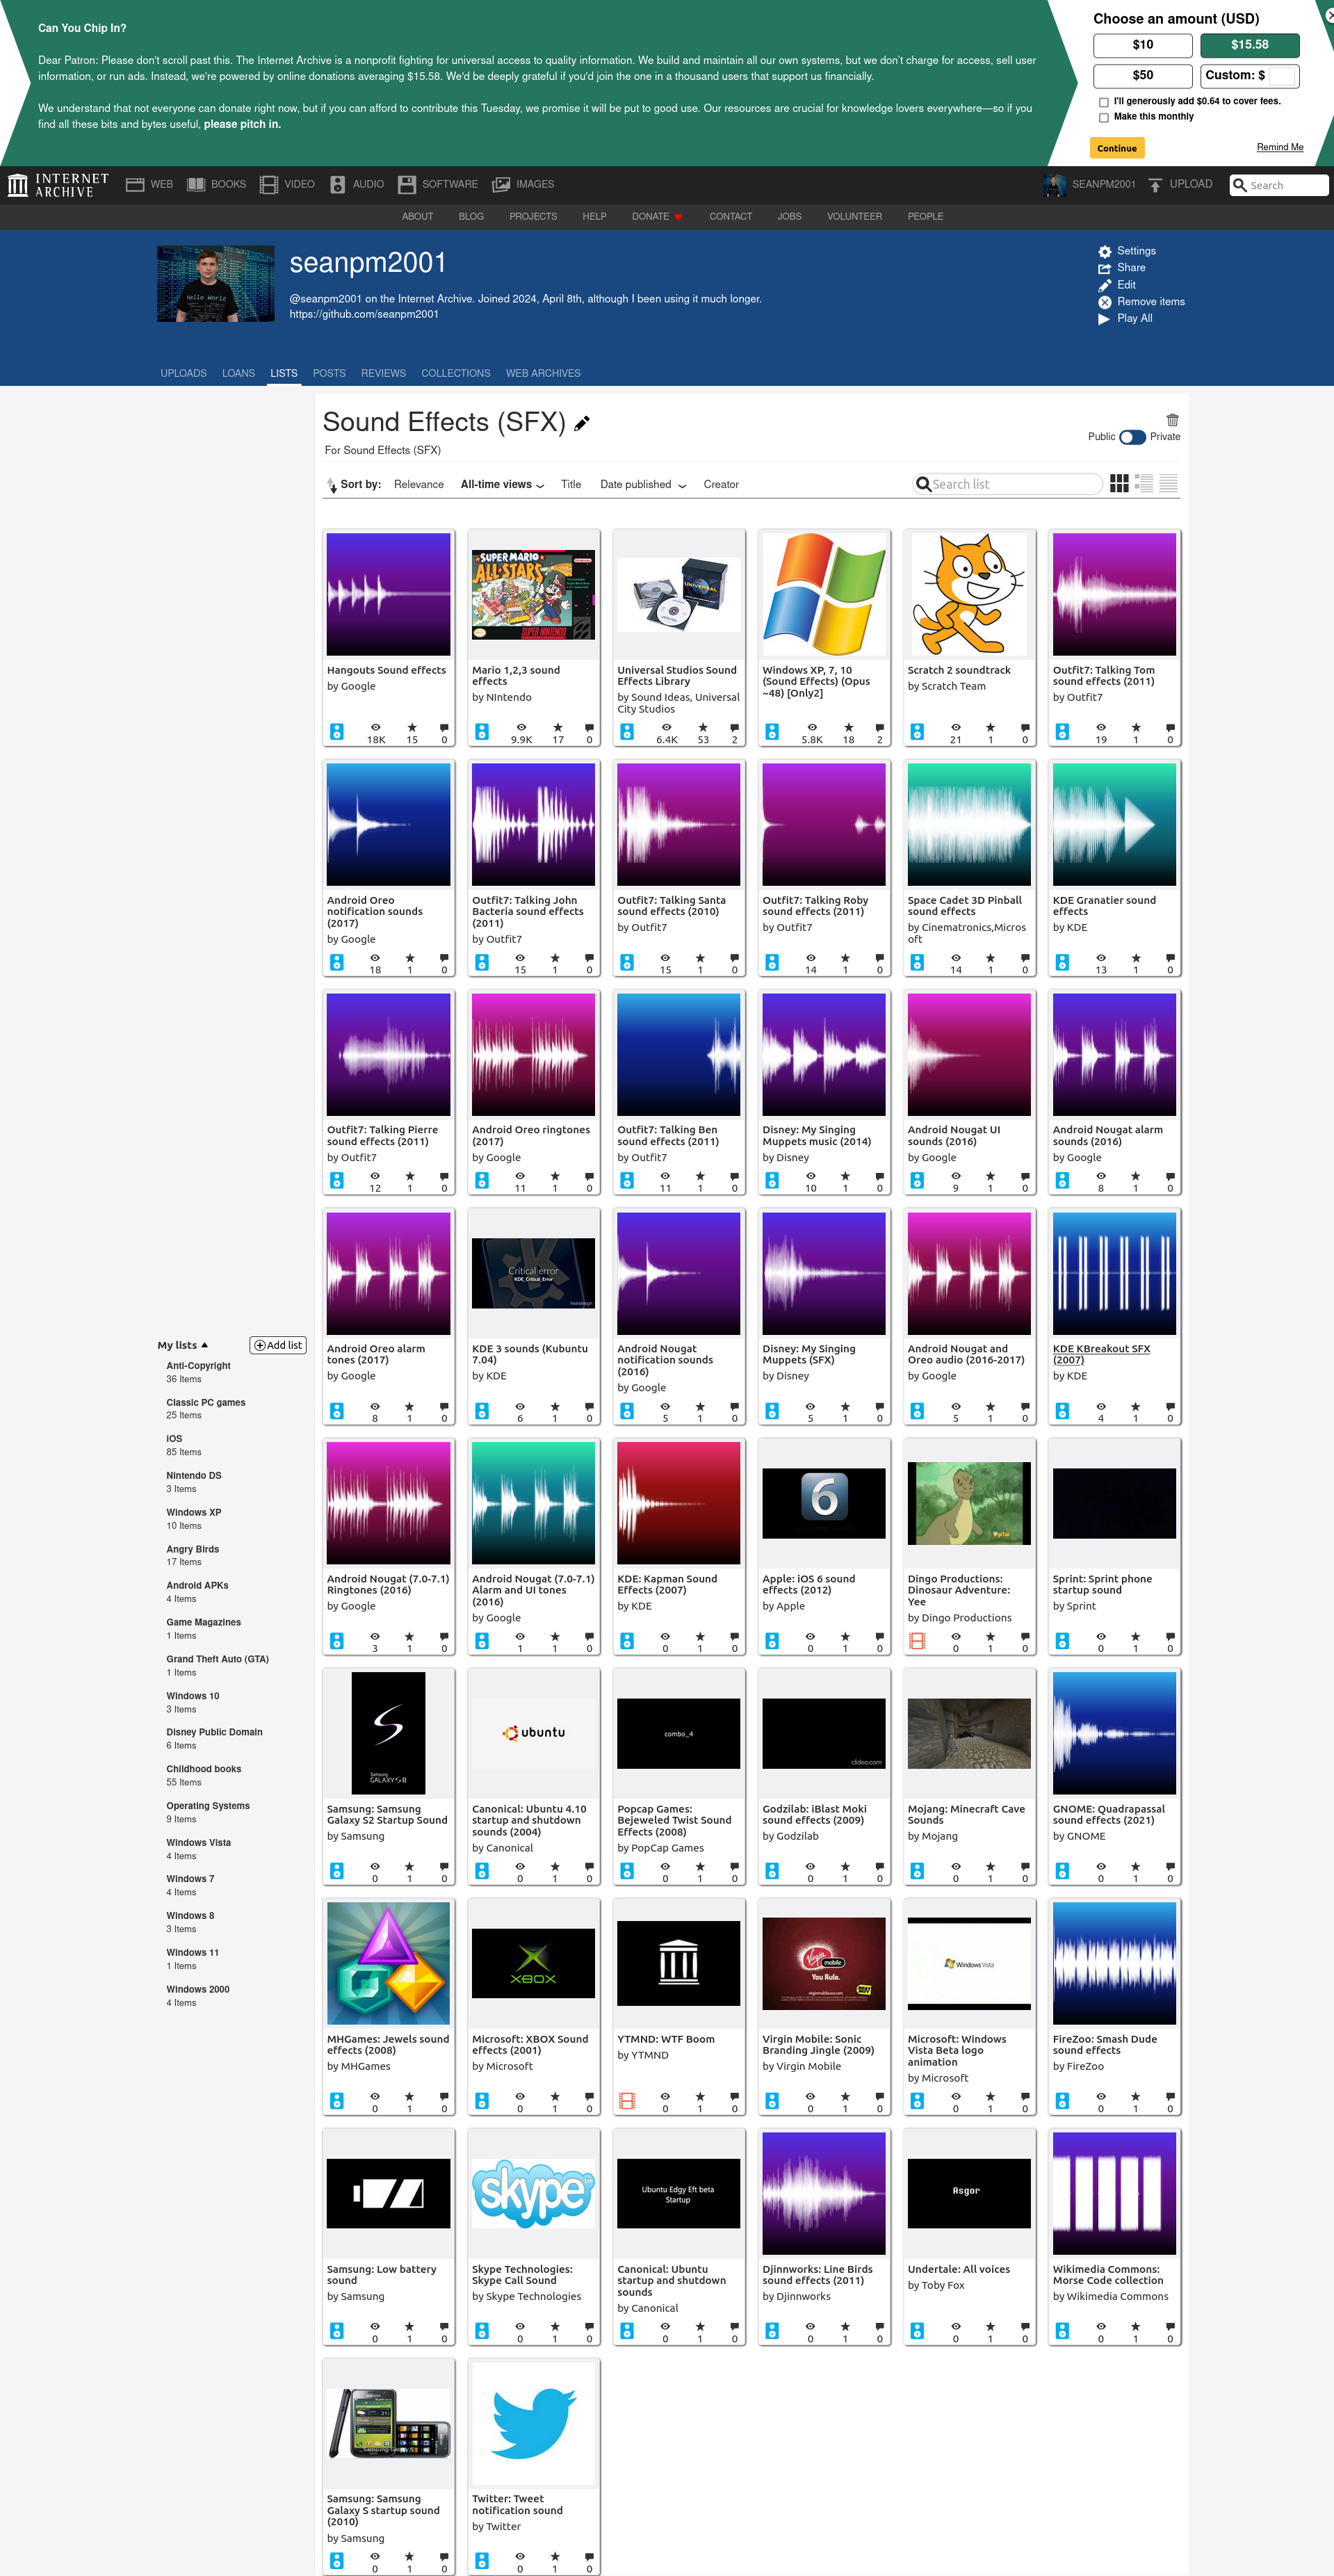 Can You Chip In?
Dear Patron: Please don't scroll past this. The Internet Archive is a nonprofit fighting for universal access to quality information. We build and maintain all our own systems, but we don't charge for access, sell user
information, or run ads. Instead, we're powered by online donations averaging $15.58. We'd be deeply grateful if you'd join the one in a thousand users that support us financially.
We understand that not everyone can donate right now, but if you can afford to contribute this Tuesday, we promise it will be put to good use. Our resources are crucial for knowledge lovers everywhere—so if you
find all these bits and bytes useful, please pitch in.
Choose an amount (USD)
$10 $15.58
$50 Custom: $
I'll generously add $0.64 to cover fees.
Make this monthly
Continue Remind Me
INTERNET ARCHIVE WEB BOOKS VIDEO AUDIO SOFTWARE IMAGES SEANPM2001 UPLOAD Search
ABOUT BLOG PROJECTS HELP DONATE CONTACT JOBS VOLUNTEER PEOPLE
Hello World
seanpm2001
@seanpm2001 on the Internet Archive. Joined 2024, April 8th, although I been using it much longer.
https://github.com/seanpm2001
Settings
Share
Edit
Remove items
Play All
UPLOADS LOANS LISTS POSTS REVIEWS COLLECTIONS WEB ARCHIVES
Sound Effects (SFX)
For Sound Effects (SFX)
Public Private
Sort by: Relevance All-time views Title Date published Creator Search list
SUPER MARIO
ALL-STARS
SUPER NINTENDO
UNIVERSAL
Hangouts Sound effects
by Google
18K 15 0
Mario 1,2,3 sound
effects
by NIntendo
9.9K 17 0
Universal Studios Sound
Effects Library
by Sound Ideas, Universal
City Studios
6.4K 53 2
Windows XP, 7, 10
(Sound Effects) (Opus
~48) [Only2]
5.8K 18 2
Scratch 2 soundtrack
by Scratch Team
21 1 0
Outfit7: Talking Tom
sound effects (2011)
by Outfit7
19 1 0
Android Oreo
notification sounds
(2017)
by Google
18 1 0
Outfit7: Talking John
Bacteria sound effects
(2011)
by Outfit7
15 1 0
Outfit7: Talking Santa
sound effects (2010)
by Outfit7
15 1 0
Outfit7: Talking Roby
sound effects (2011)
by Outfit7
14 1 0
Space Cadet 3D Pinball
sound effects
by Cinematronics,Micros
oft
14 1 0
KDE Granatier sound
effects
by KDE
13 1 0
Outfit7: Talking Pierre
sound effects (2011)
by Outfit7
12 1 0
Android Oreo ringtones
(2017)
by Google
11 1 0
Outfit7: Talking Ben
sound effects (2011)
by Outfit7
11 1 0
Disney: My Singing
Muppets music (2014)
by Disney
10 1 0
Android Nougat UI
sounds (2016)
by Google
9 1 0
Android Nougat alarm
sounds (2016)
by Google
8 1 0
Android Oreo alarm
tones (2017)
by Google
8 1 0
Critical error
KDE_Critical_Error
KDE 3 sounds (Kubuntu
7.04)
by KDE
6 1 0
Android Nougat
notification sounds
(2016)
by Google
5 1 0
Disney: My Singing
Muppets (SFX)
by Disney
5 1 0
Android Nougat and
Oreo audio (2016-2017)
by Google
5 1 0
KDE KBreakout SFX
(2007)
by KDE
4 1 0
My lists Add list
Anti-Copyright
36 Items
Classic PC games
25 Items
iOS
85 Items
Nintendo DS
3 Items
Windows XP
10 Items
Angry Birds
17 Items
Android APKs
4 Items
Game Magazines
1 Items
Grand Theft Auto (GTA)
1 Items
Windows 10
3 Items
Disney Public Domain
6 Items
Childhood books
55 Items
Operating Systems
9 Items
Windows Vista
4 Items
Windows 7
4 Items
Windows 8
3 Items
Windows 11
1 Items
Windows 2000
4 Items
Android Nougat (7.0-7.1)
Ringtones (2016)
by Google
3 1 0
Android Nougat (7.0-7.1)
Alarm and UI tones
(2016)
by Google
1 1 0
KDE: Kapman Sound
Effects (2007)
by KDE
0 1 0
6
Apple: iOS 6 sound
effects (2012)
by Apple
0 1 0
Dingo Productions:
Dinosaur Adventure:
Yee
by Dingo Productions
0 1 0
Sprint: Sprint phone
startup sound
by Sprint
0 1 0
S
Samsung
GALAXY S II
Samsung: Samsung
Galaxy S2 Startup Sound
by Samsung
0 1 0
ubuntu
Canonical: Ubuntu 4.10
startup and shutdown
sounds (2004)
by Canonical
0 1 0
combo_4
Popcap Games:
Bejeweled Twist Sound
Effects (2008)
by PopCap Games
0 1 0
clideo.com
Godzilab: iBlast Moki
sound effects (2009)
by Godzilab
0 1 0
Mojang: Minecraft Cave
Sounds
by Mojang
0 1 0
GNOME: Quadrapassal
sound effects (2021)
by GNOME
0 1 0
MHGames: Jewels sound
effects (2008)
by MHGames
0 1 0
XBOX
Microsoft: XBOX Sound
effects (2001)
by Microsoft
0 1 0
YTMND: WTF Boom
by YTMND
0 1 0
Virgin mobile
You Rule.
Virgin Mobile: Sonic
Branding Jingle (2009)
by Virgin Mobile
0 1 0
Windows Vista
Microsoft: Windows
Vista Beta logo
animation
by Microsoft
0 1 0
FireZoo: Smash Dude
sound effects
by FireZoo
0 1 0
Samsung: Low battery
sound
by Samsung
0 1 0
skype
Skype Technologies:
Skype Call Sound
by Skype Technologies
0 1 0
Ubuntu Edgy Eft beta
Startup
Canonical: Ubuntu
startup and shutdown
sounds
by Canonical
0 1 0
Djinnworks: Line Birds
sound effects (2011)
by Djinnworks
0 1 0
Asgor
Undertale: All voices
by Toby Fox
0 1 0
Wikimedia Commons:
Morse Code collection
by Wikimedia Commons
0 1 0
Samsung: Samsung
Galaxy S startup sound
(2010)
by Samsung
0 1 0
Twitter: Tweet
notification sound
by Twitter
0 1 0